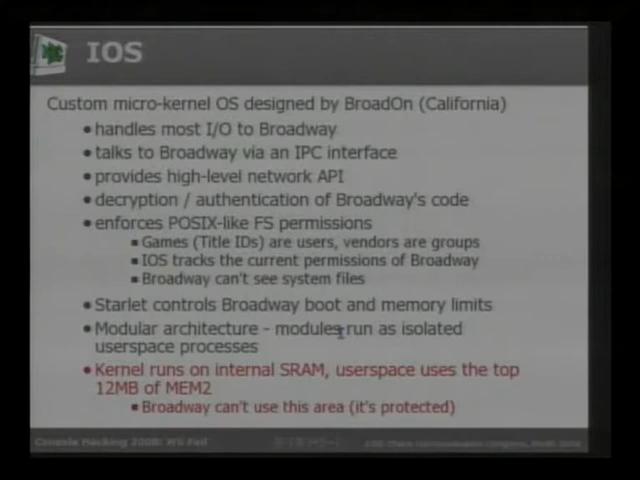 IOS
Custom micro-kernel OS designed by BroadOn (California)
• handles most I/O to Broadway
• talks to Broadway via an IPC interface
• provides high-level network API
• decryption / authentication of Broadway's code
• enforces POSIX-like FS permissions
▪ Games (Title IDs) are users, vendors are groups
▪ IOS tracks the current permissions of Broadway
▪ Broadway can't see system files
• Starlet controls Broadway boot and memory limits
• Modular architecture - modules run as isolated
userspace processes
• Kernel runs on internal SRAM, userspace uses the top
12MB of MEM2
▪ Broadway can't use this area (it's protected)
Console Hacking 2008: Wii Fail